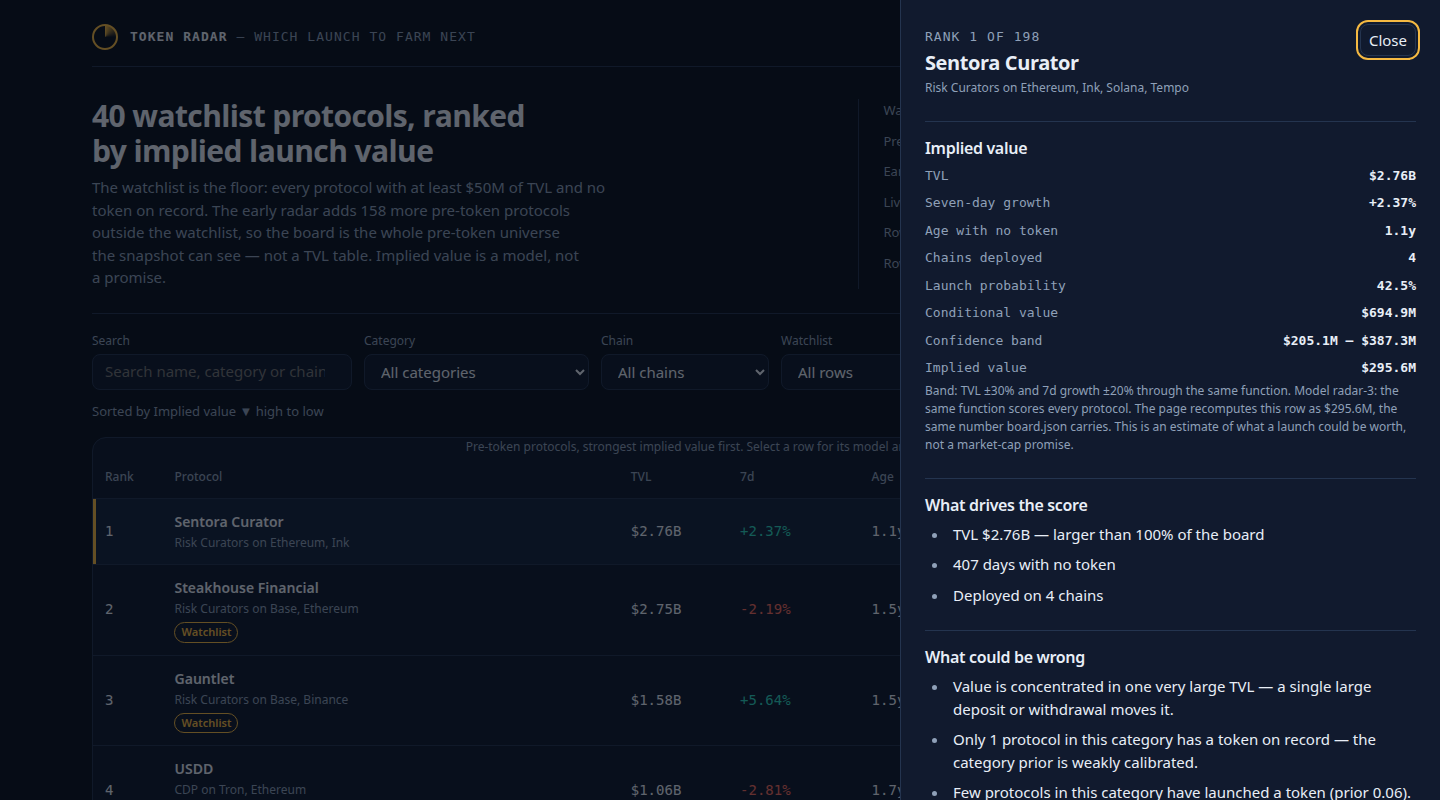 TOKEN RADAR — WHICH LAUNCH TO FARM NEXT
40 watchlist protocols, ranked
by implied launch value
The watchlist is the floor: every protocol with at least $50M of TVL and no
token on record. The early radar adds 158 more pre-token protocols
outside the watchlist, so the board is the whole pre-token universe
the snapshot can see — not a TVL table. Implied value is a model, not
a promise.
Search
Category
Chain
Watchlist
Search name, category or chain
All categories
All chains
All rows
Sorted by Implied value ▼ high to low
Pre-token protocols, strongest implied value first. Select a row for its model
Rank Protocol TVL 7d Age
1 Sentora Curator $2.76B +2.37% 1.1y
Risk Curators on Ethereum, Ink
2 Steakhouse Financial $2.75B -2.19% 1.5y
Risk Curators on Base, Ethereum
Watchlist
3 Gauntlet $1.58B +5.64% 1.5y
Risk Curators on Base, Binance
Watchlist
4 USDD $1.06B -2.81% 1.7y
CDP on Tron, Ethereum
RANK 1 OF 198
Close
Sentora Curator
Risk Curators on Ethereum, Ink, Solana, Tempo
Implied value
TVL $2.76B
Seven-day growth +2.37%
Age with no token 1.1y
Chains deployed 4
Launch probability 42.5%
Conditional value $694.9M
Confidence band $205.1M — $387.3M
Implied value $295.6M
Band: TVL ±30% and 7d growth ±20% through the same function. Model radar-3: the
same function scores every protocol. The page recomputes this row as $295.6M, the
same number board.json carries. This is an estimate of what a launch could be worth,
not a market-cap promise.
What drives the score
• TVL $2.76B — larger than 100% of the board
• 407 days with no token
• Deployed on 4 chains
What could be wrong
• Value is concentrated in one very large TVL — a single large
deposit or withdrawal moves it.
• Only 1 protocol in this category has a token on record — the
category prior is weakly calibrated.
• Few protocols in this category have launched a token (prior 0.06).